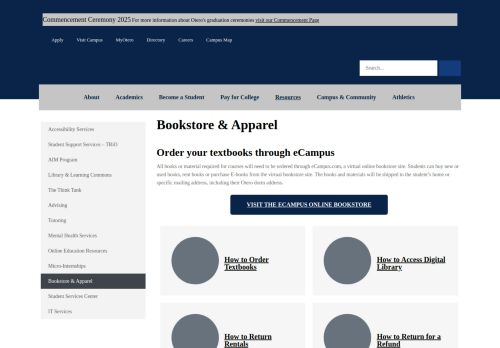 Commencement Ceremony 2025 For more information about Otero's graduation ceremonies visit our Commencement Page
Apply Visit Campus MyOtero Directory Careers Campus Map
Search...
About Academics Become a Student Pay for College Resources Campus & Community Athletics
Accessibility Services
Student Support Services – TRiO
AIM Program
Library & Learning Commons
The Think Tank
Advising
Tutoring
Mental Health Services
Online Education Resources
Micro-Internships
Bookstore & Apparel
Student Services Center
IT Services
Bookstore & Apparel
Order your textbooks through eCampus
All books or material required for courses will need to be ordered through eCampus.com, a virtual online bookstore site. Students can buy new or
used books, rent books or purchase E-books from the virtual bookstore site. The books and materials will be shipped to the student's home or
specific mailing address, including their Otero dorm address.
VISIT THE ECAMPUS ONLINE BOOKSTORE
How to Order
Textbooks
How to Access Digital
Library
How to Return
Rentals
How to Return for a
Refund